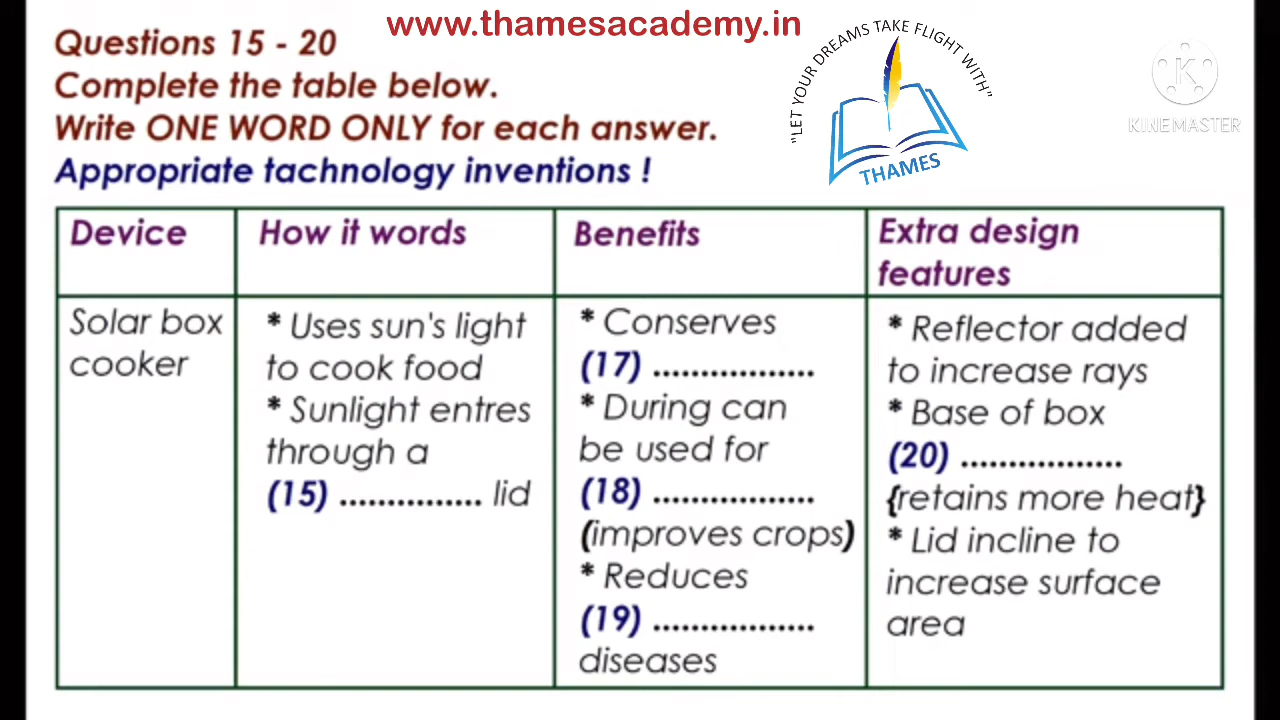 www.thamesacademy.in
Questions 15 - 20
Complete the table below.
Write ONE WORD ONLY for each answer.
Appropriate tachnology inventions !
"LET YOUR DREAMS TAKE FLIGHT WITH"
THAMES
KINEMASTER
Device
How it words
Benefits
Extra design
features
Solar box
cooker
* Uses sun's light
to cook food
* Sunlight entres
through a
(15) ............... lid
* Conserves
(17) .................
* During can
be used for
(18) .................
(improves crops)
* Reduces
(19) .................
diseases
* Reflector added
to increase rays
* Base of box
(20) .................
{retains more heat}
* Lid incline to
increase surface
area